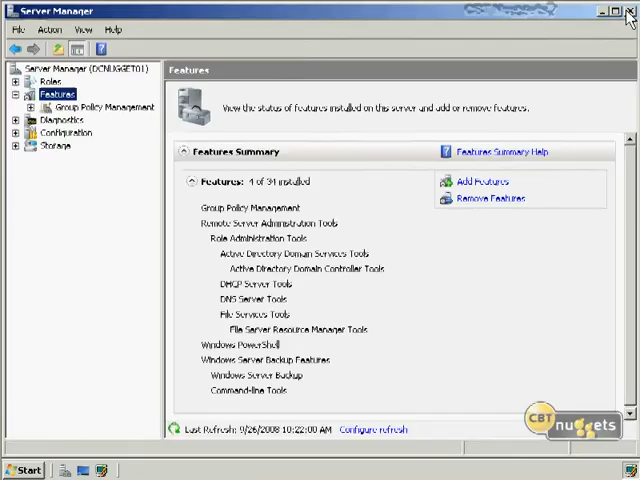 Server Manager
File Action View Help
Server Manager (DCNUGGET01)
Roles
Features
Group Policy Management
Diagnostics
Configuration
Storage
Features
View the status of features installed on this server and add or remove features.
Features Summary
Features Summary Help
Features: 4 of 34 installed
Add Features
Remove Features
Group Policy Management
Remote Server Administration Tools
Role Administration Tools
Active Directory Domain Services Tools
Active Directory Domain Controller Tools
DHCP Server Tools
DNS Server Tools
File Services Tools
File Server Resource Manager Tools
Windows PowerShell
Windows Server Backup Features
Windows Server Backup
Command-line Tools
Last Refresh: 9/26/2008 10:22:00 AM Configure refresh
CBT nuggets
Start